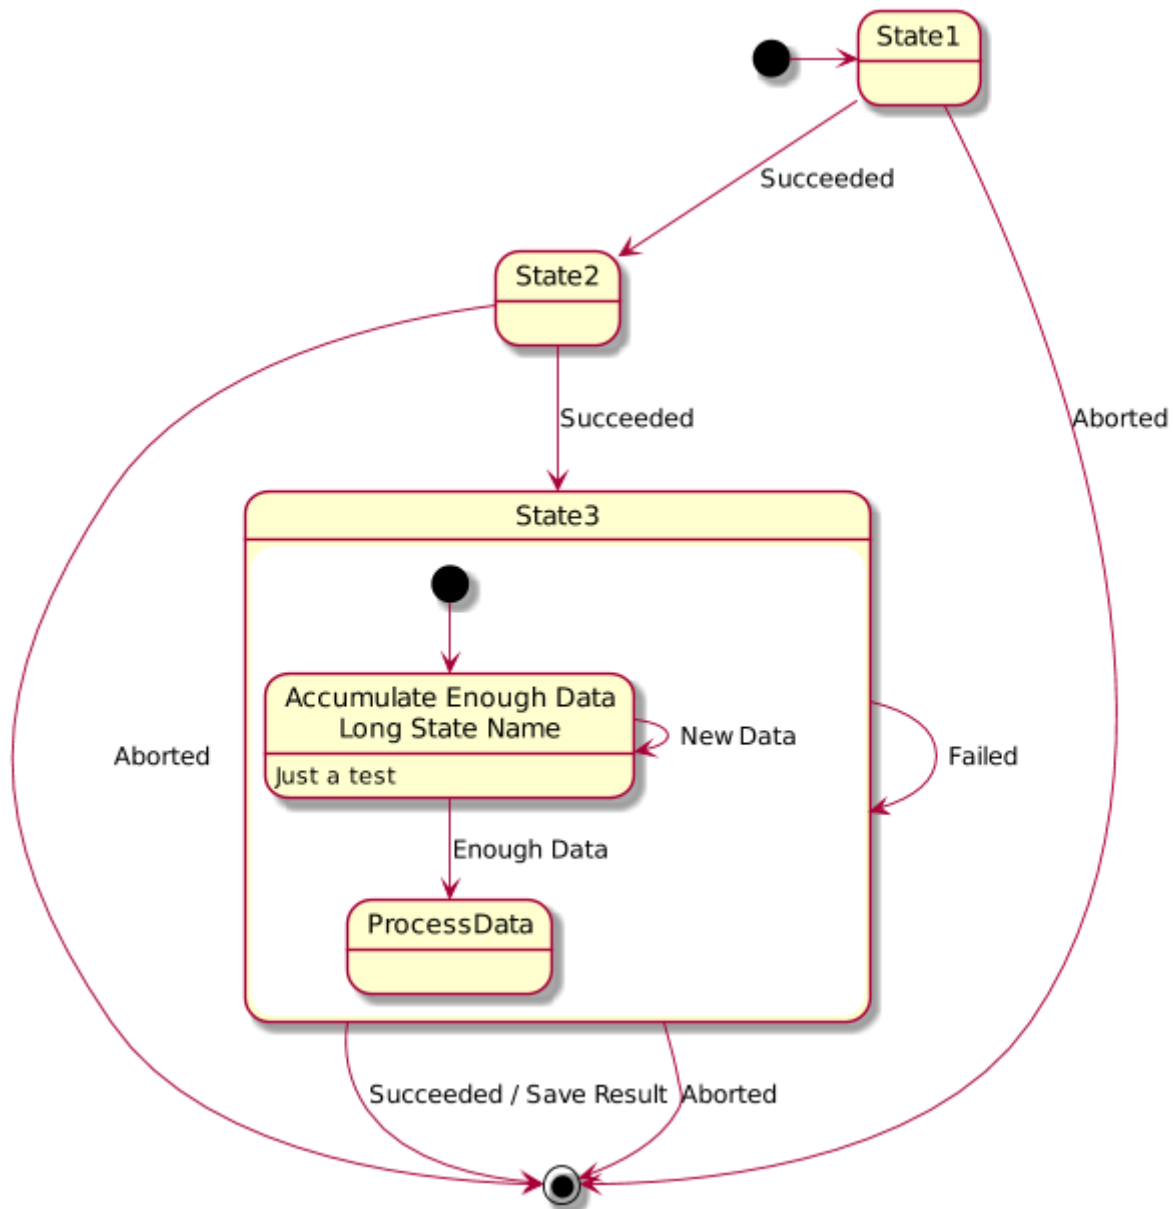 State1
Succeeded
State2
Succeeded
Aborted
State3
Accumulate Enough Data
Long State Name
New Data
Just a test
Aborted
Failed
Enough Data
ProcessData
Succeeded / Save Result
Aborted